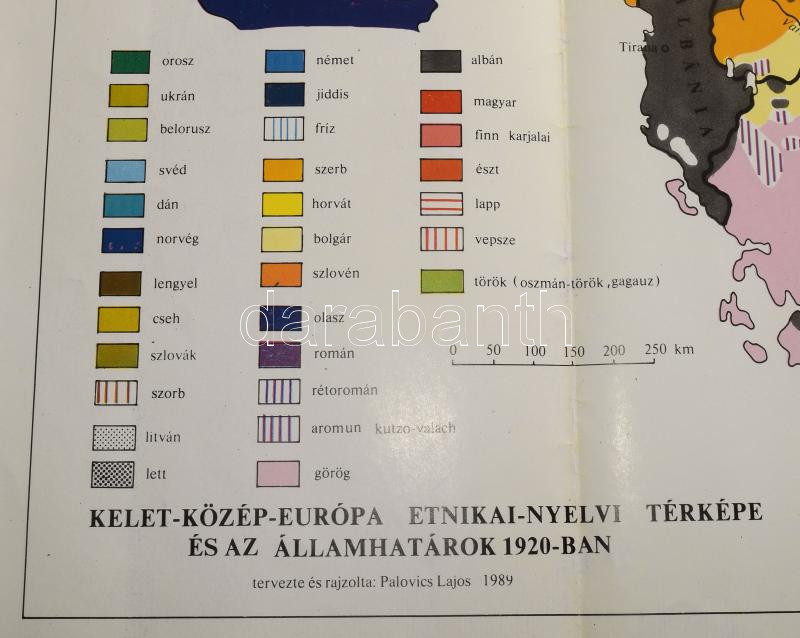 orosz
ukrán
belorusz
svéd
dán
norvég
lengyel
cseh
szlovák
szorb
litván
lett
német
jiddis
fríz
szerb
horvát
bolgár
szlovén
olasz
román
rétoromán
aromun kutzo-valach
görög
albán
magyar
finn karjalai
észt
lapp
vepsze
török (oszmán-török, gagauz)
0 50 100 150 200 250 km
Tirana
ALBÁNIA
darabanth
KELET-KÖZÉP-EURÓPA ETNIKAI-NYELVI TÉRKÉPE
ÉS AZ ÁLLAMHATÁROK 1920-BAN
tervezte és rajzolta: Palovics Lajos 1989